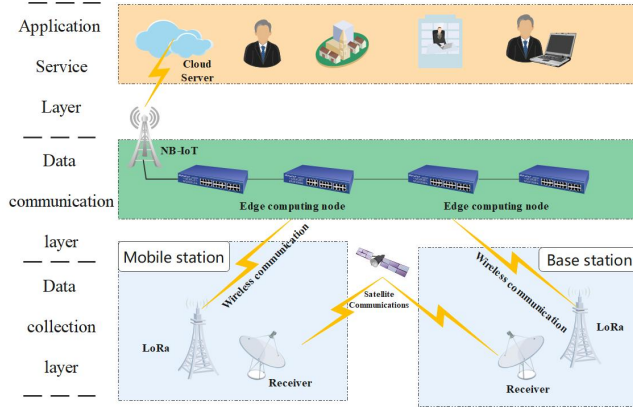 Application
Service
Layer
Cloud
Server
NB-IoT
Data
communication
layer
Edge computing node
Edge computing node
Mobile station
Wireless communication
Satellite
Communications
Wireless communication
Base station
Data
collection
layer
LoRa
Receiver
LoRa
Receiver